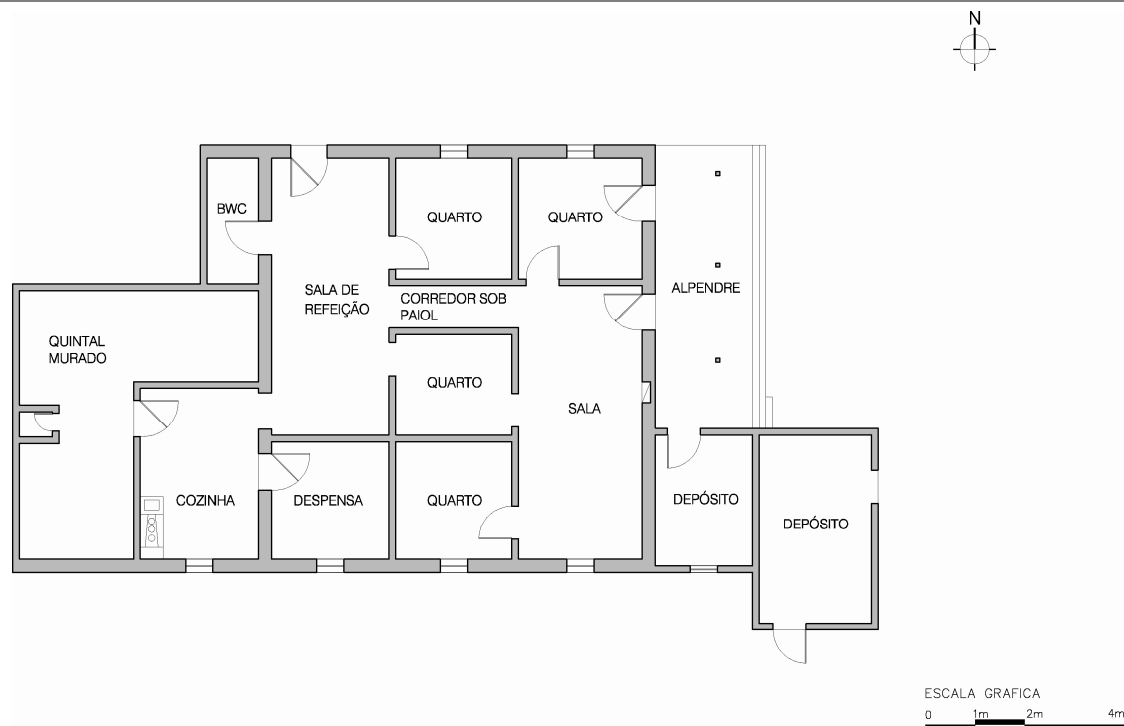 N
BWC
QUARTO
QUARTO
SALA DE
REFEIÇÃO
CORREDOR SOB
PAIOL
ALPENDRE
QUINTAL
MURADO
QUARTO
SALA
COZINHA
DESPENSA
QUARTO
DEPÓSITO
DEPÓSITO
ESCALA GRAFICA
0 1m 2m 4m